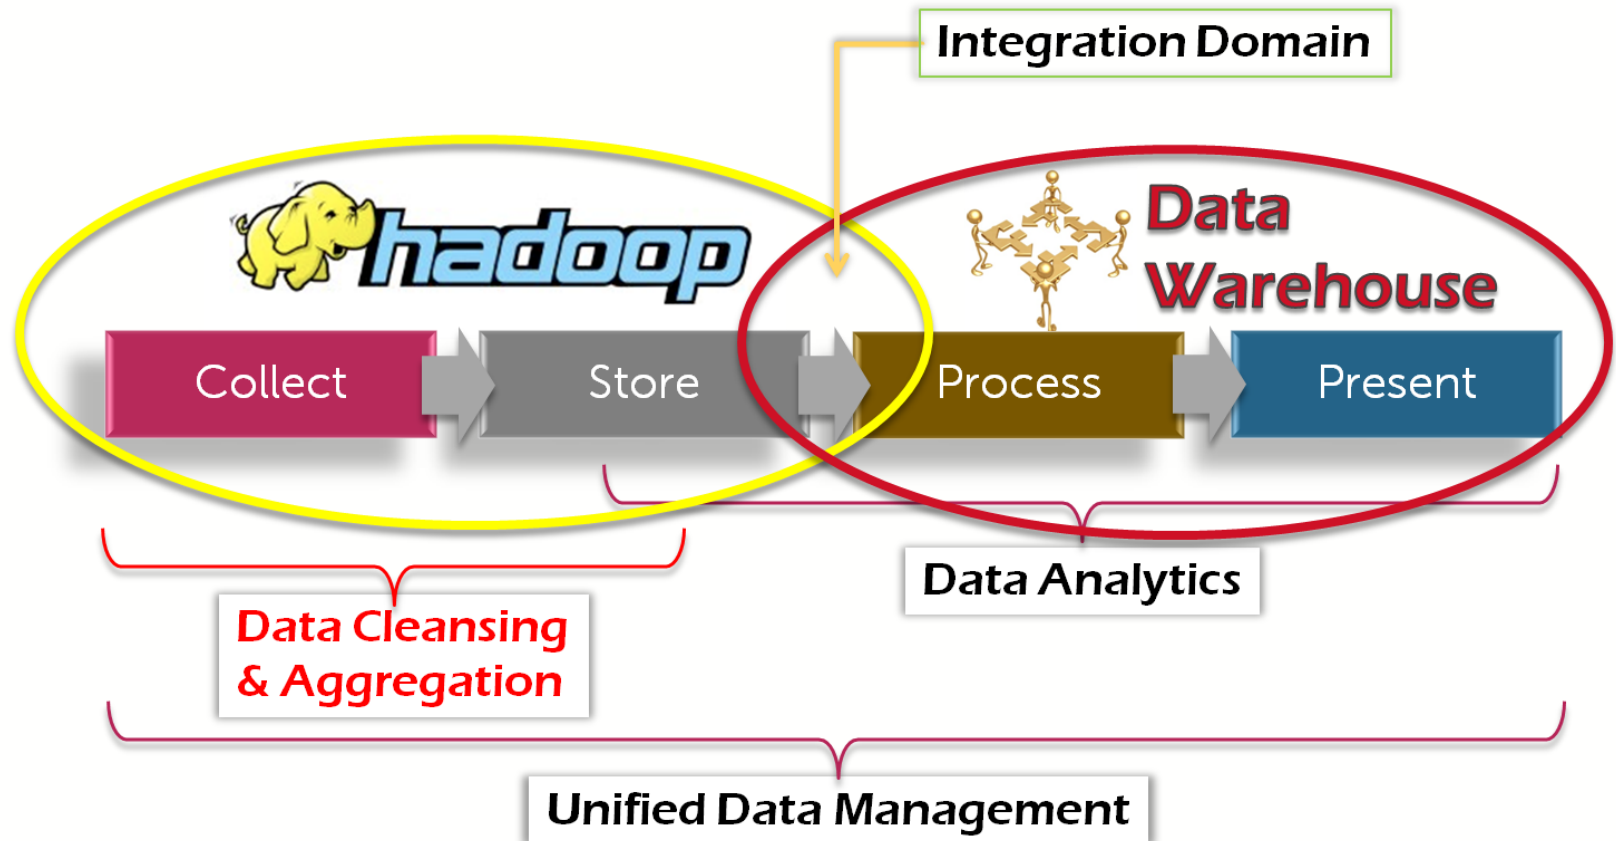 Integration Domain
hadoop
Data
Warehouse
Collect
Store
Process
Present
Data Analytics
Data Cleansing
& Aggregation
Unified Data Management